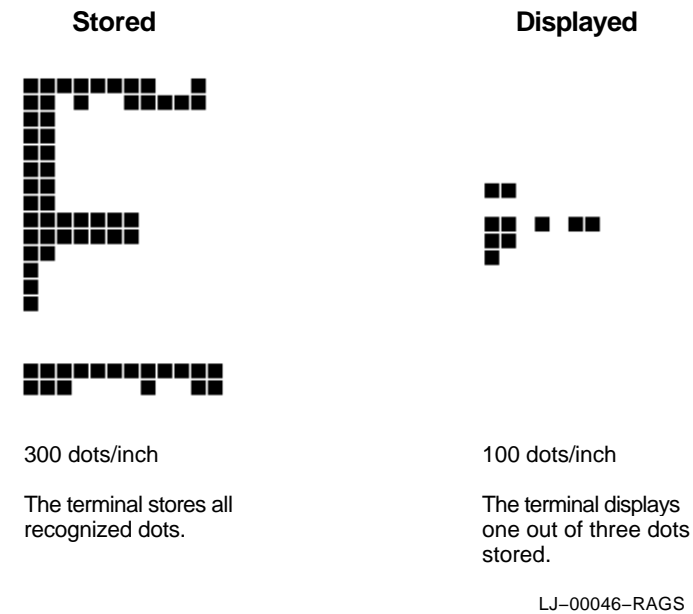 Stored
Displayed
300 dots/inch
100 dots/inch
The terminal stores all
recognized dots.
The terminal displays
one out of three dots
stored.
LJ−00046−RAGS